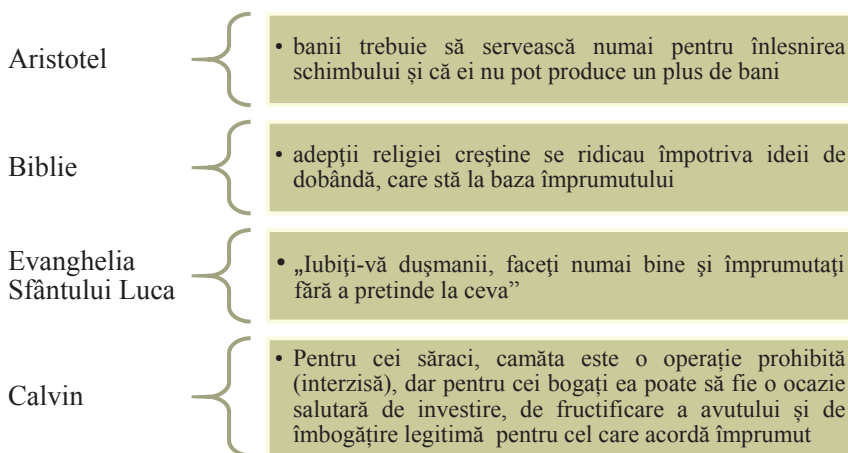 Aristotel
• banii trebuie să servească numai pentru înlesnirea
schimbului și că ei nu pot produce un plus de bani
Biblie
• adepţii religiei creştine se ridicau împotriva ideii de
dobândă, care stă la baza împrumutului
Evanghelia
Sfântului Luca
• „Iubiţi-vă duşmanii, faceţi numai bine şi împrumutaţi
fără a pretinde la ceva”
Calvin
• Pentru cei săraci, camăta este o operație prohibită
(interzisă), dar pentru cei bogați ea poate să fie o ocazie
salutară de investire, de fructificare a avutului și de
îmbogățire legitimă pentru cel care acordă împrumut